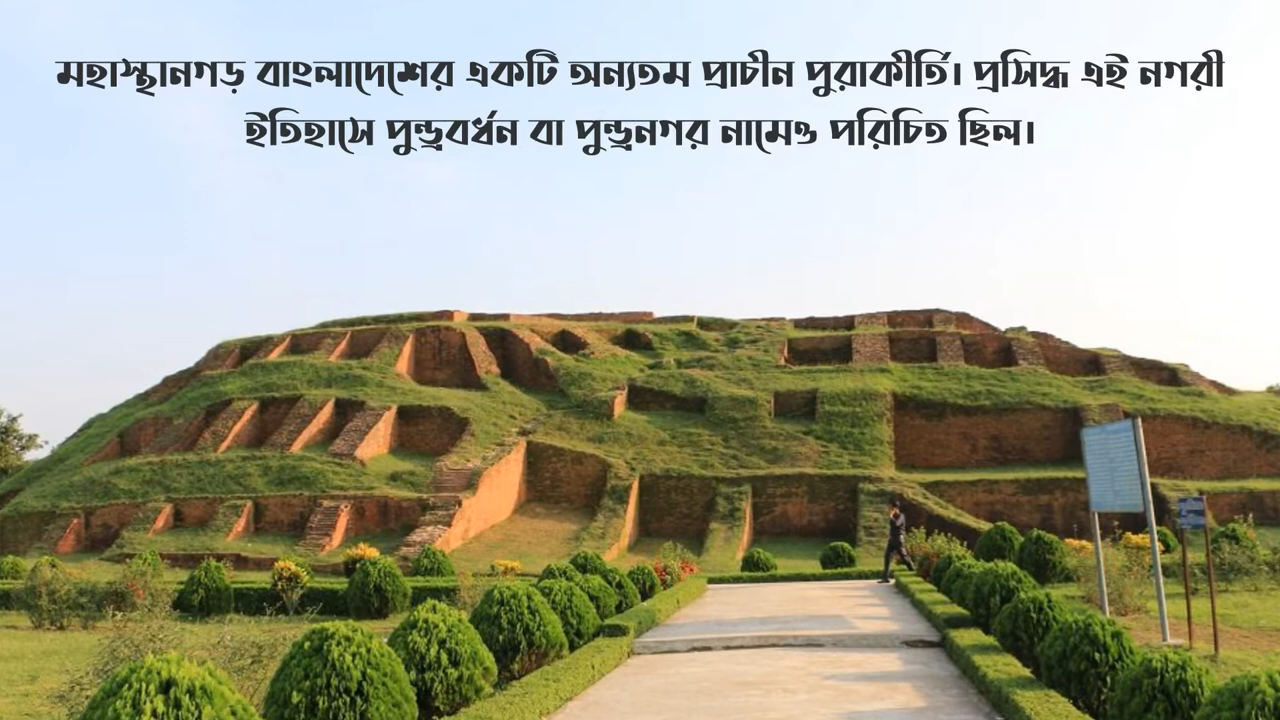 মহাস্থানগড় বাংলাদেশের একটি অন্যতম প্রাচীন পুরাকীর্তি। প্রসিদ্ধ এই নগরী
ইতিহাসে পুন্ড্রবর্ধন বা পুন্ড্রনগর নামেও পরিচিত ছিল।